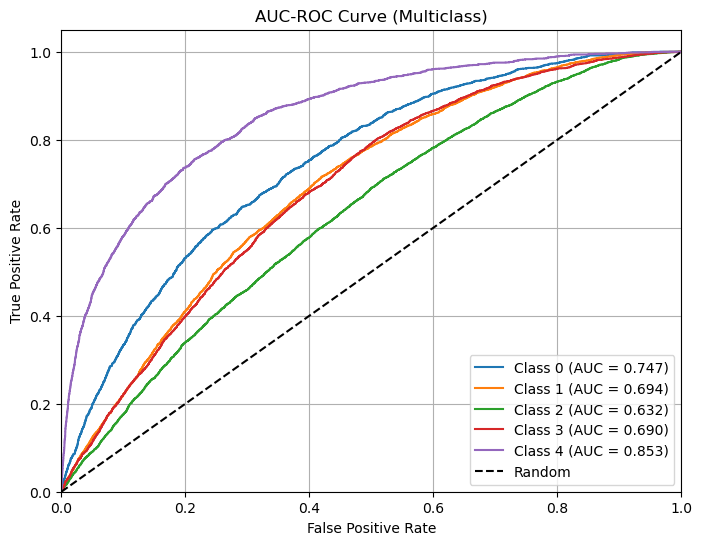 AUC-ROC Curve (Multiclass)
True Positive Rate
1.0
0.8
0.6
0.4
0.2
0.0
0.0 0.2 0.4 0.6 0.8 1.0
False Positive Rate
Class 0 (AUC = 0.747)
Class 1 (AUC = 0.694)
Class 2 (AUC = 0.632)
Class 3 (AUC = 0.690)
Class 4 (AUC = 0.853)
Random